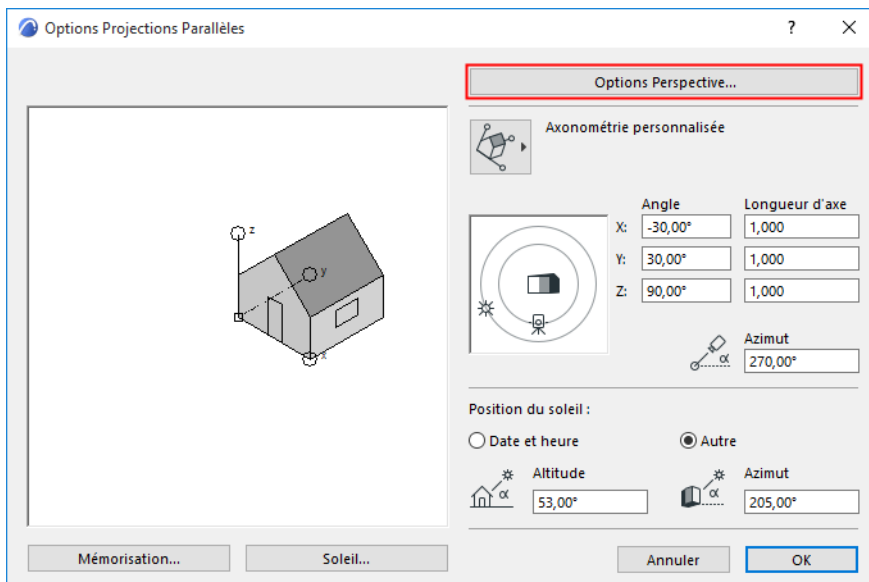 Options Projections Parallèles
?
Options Perspective...
Axonométrie personnalisée
Angle Longueur d'axe
X: -30,00° 1,000
Y: 30,00° 1,000
Z: 90,00° 1,000
z
y
x
Azimut
α 270,00°
Position du soleil :
Date et heure Autre
Altitude Azimut
α 53,00° α 205,00°
Mémorisation... Soleil... Annuler OK